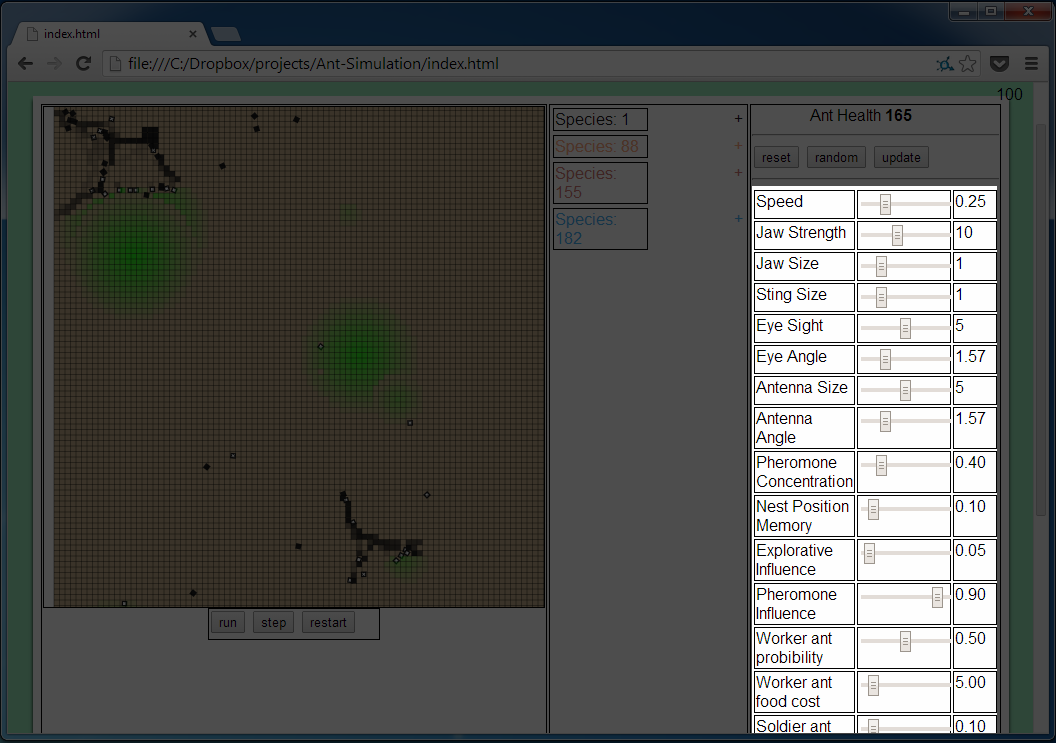 index.html
file:///C:/Dropbox/projects/Ant-Simulation/index.html
100
Species: 1 +
Species: 88 +
Species: +
155
Species: +
182
run step restart
Ant Health 165
reset random update
Speed 0.25
Jaw Strength 10
Jaw Size 1
Sting Size 1
Eye Sight 5
Eye Angle 1.57
Antenna Size 5
Antenna 1.57
Angle
Pheromone 0.40
Concentration
Nest Position 0.10
Memory
Explorative 0.05
Influence
Pheromone 0.90
Influence
Worker ant 0.50
probibility
Worker ant 5.00
food cost
Soldier ant 0.10